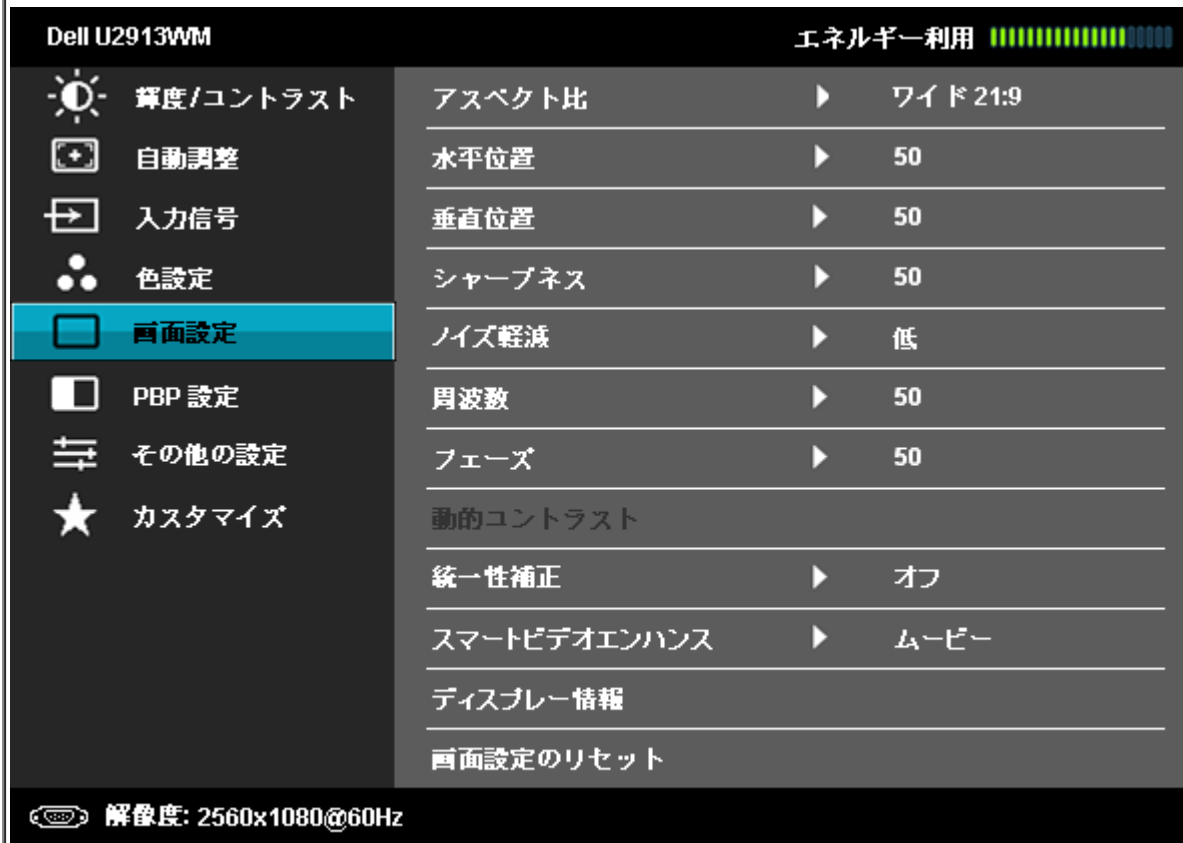 Dell U2913WM
エネルギー利用
輝度/コントラスト
自動調整
入力信号
色設定
画面設定
PBP 設定
その他の設定
カスタマイズ
アスペクト比 ワイド 21:9
水平位置 50
垂直位置 50
シャープネス 50
ノイズ軽減 低
周波数 50
フェーズ 50
動的コントラスト
統一性補正 オフ
スマートビデオエンハンス ムービー
ディスプレー情報
画面設定のリセット
解像度: 2560x1080@60Hz